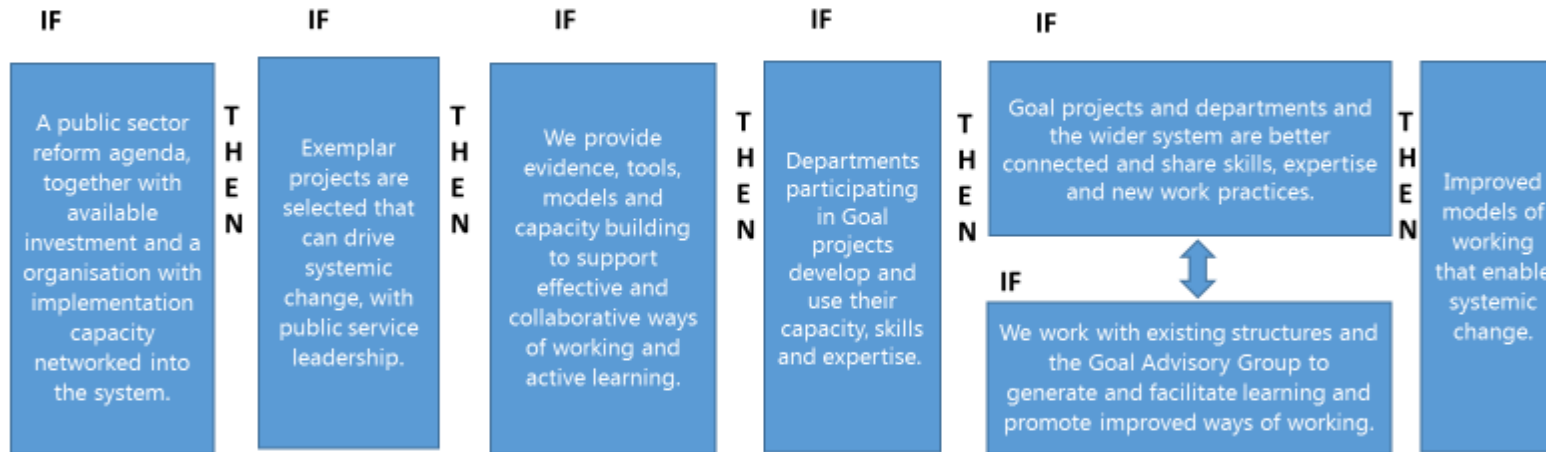 IF
A public sector
reform agenda,
together with
available
investment and a
organisation with
implementation
capacity
networked into
the system.
THEN
IF
Exemplar
projects are
selected that
can drive
systemic
change, with
public service
leadership.
THEN
IF
We provide
evidence, tools,
models and
capacity building
to support
effective and
collaborative ways
of working and
active learning.
THEN
IF
Departments
participating
in Goal
projects
develop and
use their
capacity, skills
and expertise.
THEN
IF
Goal projects and departments and
the wider system are better
connected and share skills, expertise
and new work practices.
IF
We work with existing structures and
the Goal Advisory Group to
generate and facilitate learning and
promote improved ways of working.
THEN
Improved
models of
working
that enable
systemic
change.